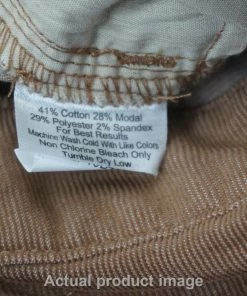 41% Cotton 28% Modal
29% Polyester 2% Spandex
For Best Results
Machine Wash Cold With Like Colors
Non Chlorine Bleach Only
Tumble Dry Low
Actual product image